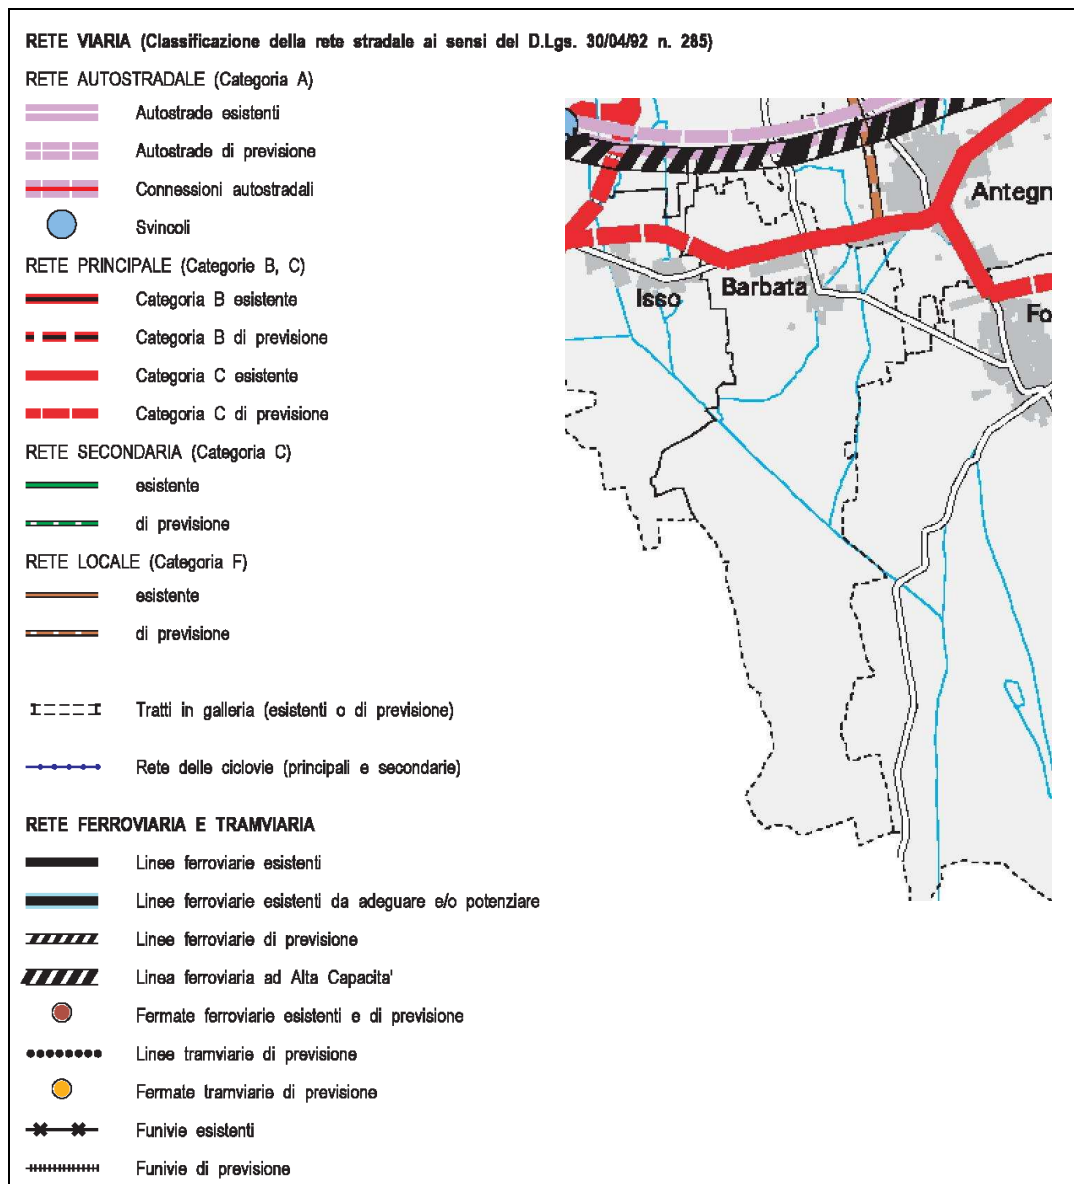 RETE VIARIA (Classificazione della rete stradale ai sensi del D.Lgs. 30/04/92 n. 285)
RETE AUTOSTRADALE (Categoria A)
Autostrade esistenti
Autostrade di previsione
Connessioni autostradali
Svincoli
RETE PRINCIPALE (Categorie B, C)
Categoria B esistente
Categoria B di previsione
Categoria C esistente
Categoria C di previsione
RETE SECONDARIA (Categoria C)
esistente
di previsione
RETE LOCALE (Categoria F)
esistente
di previsione
Tratti in galleria (esistenti o di previsione)
Rete delle ciclovie (principali e secondarie)
RETE FERROVIARIA E TRAMVIARIA
Linee ferroviarie esistenti
Linee ferroviarie esistenti da adeguare e/o potenziare
Linee ferroviarie di previsione
Linea ferroviaria ad Alta Capacita'
Fermate ferroviarie esistenti e di previsione
Linee tramviarie di previsione
Fermate tramviarie di previsione
Funivie esistenti
Funivie di previsione
Antegn
Isso
Barbata
Fo